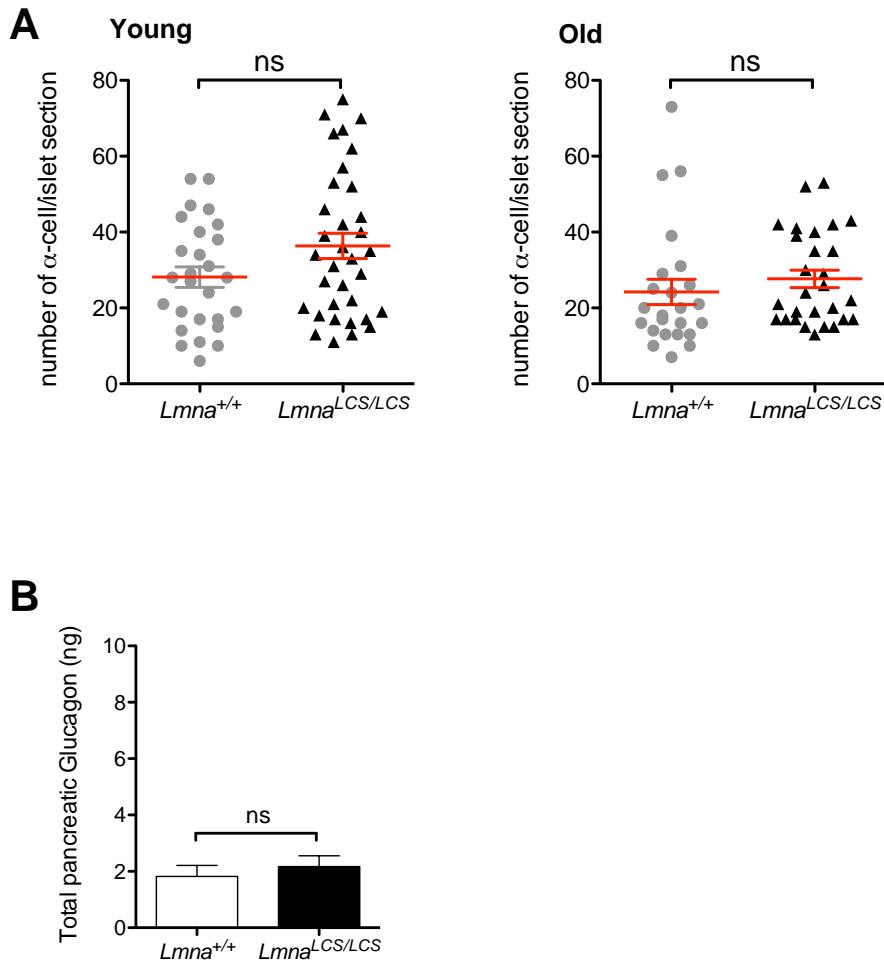 A
Young
Old
ns
ns
number of α-cell/islet section
80
60
40
20
0
Lmna+/+
LmnaLCS/LCS
number of α-cell/islet section
80
60
40
20
0
Lmna+/+
LmnaLCS/LCS
B
Total pancreatic Glucagon (ng)
10
8
6
4
2
0
ns
Lmna+/+
LmnaLCS/LCS